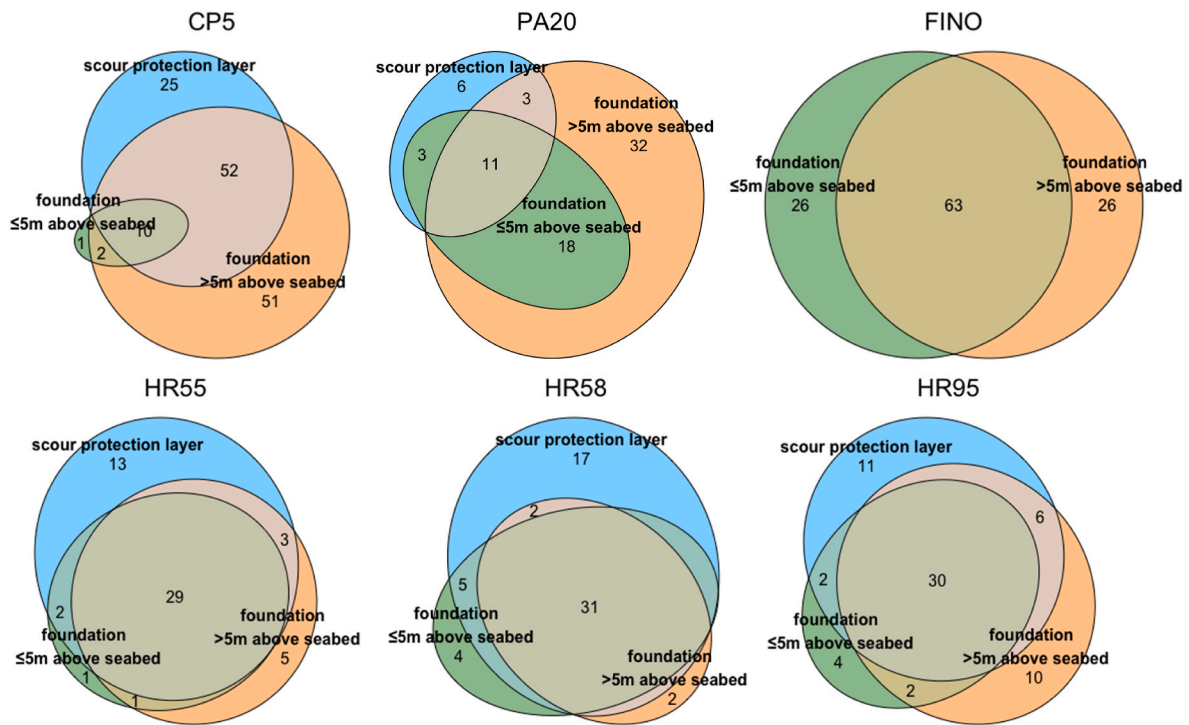 CP5
scour protection layer
25
52
foundation
≤5m above seabed
10
1
2
foundation
>5m above seabed
51
PA20
scour protection layer
6
3
foundation
>5m above seabed
32
3
11
foundation
≤5m above seabed
18
FINO
foundation
≤5m above seabed
26
63
foundation
>5m above seabed
26
HR55
scour protection layer
13
3
29
2
foundation
≤5m above seabed
1
foundation
>5m above seabed
5
1
HR58
scour protection layer
17
2
5
31
foundation
≤5m above seabed
4
foundation
>5m above seabed
2
HR95
scour protection layer
11
6
2
30
foundation
≤5m above seabed
4
foundation
>5m above seabed
10
2